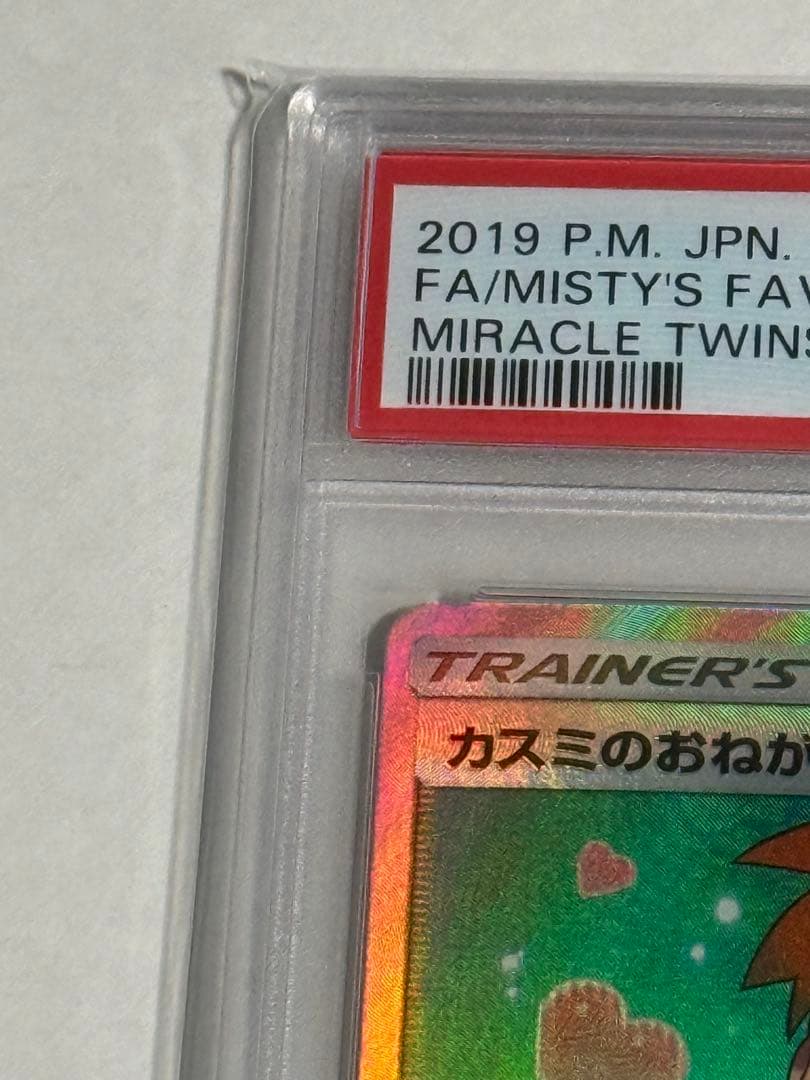 2019 P.M. JPN.
FA/MISTY'S FAV
MIRACLE TWINS
TRAINER'S
カスミのおねが